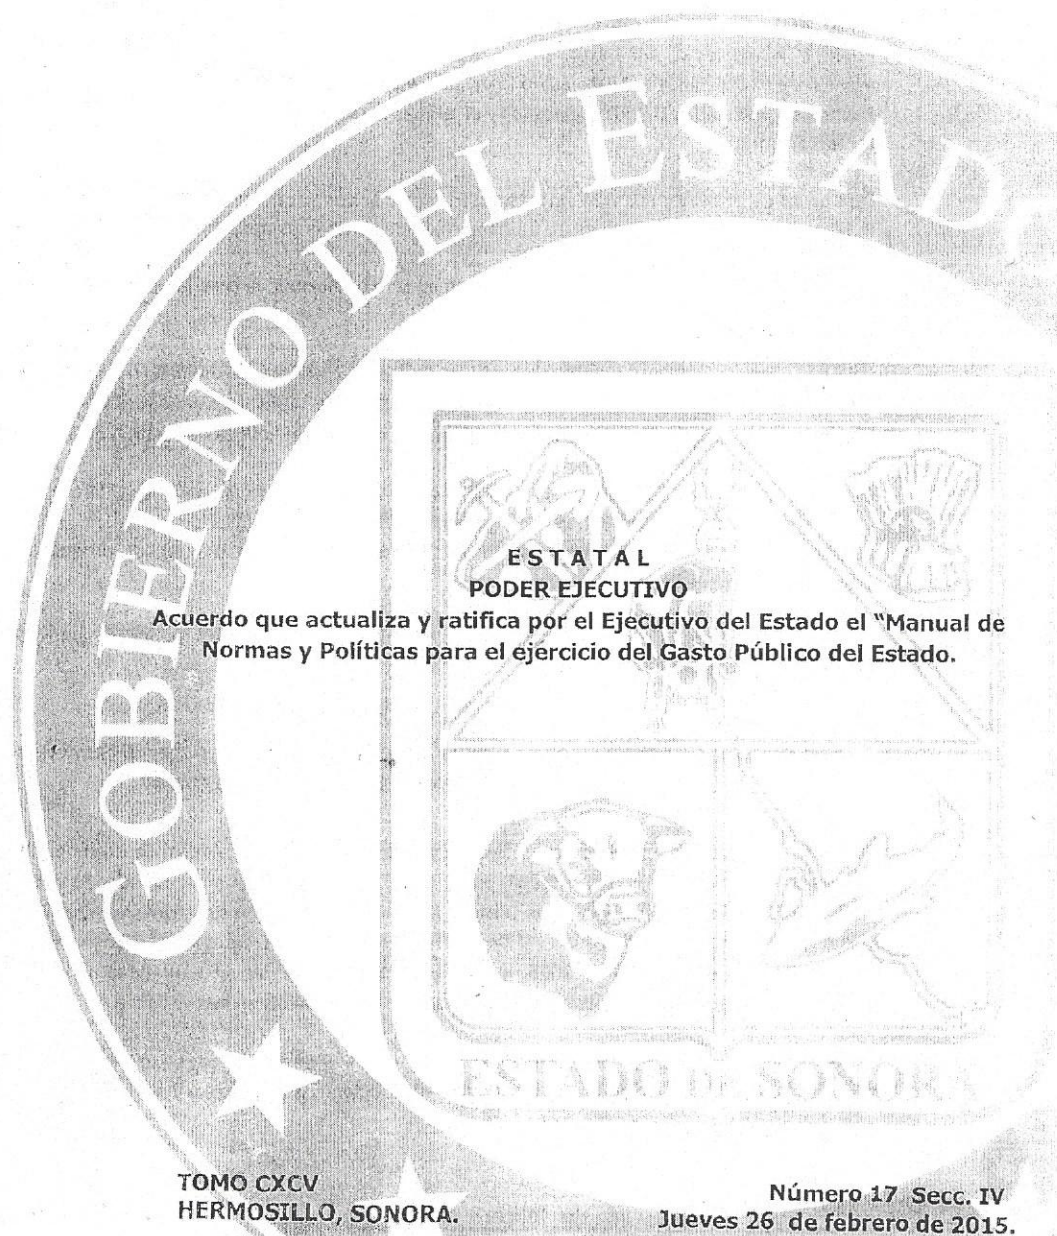 GOBIERNO DEL ESTADO
E S T A T A L
PODER EJECUTIVO
Acuerdo que actualiza y ratifica por el Ejecutivo del Estado el "Manual de
Normas y Políticas para el ejercicio del Gasto Público del Estado.
ESTADO DE SONORA
TOMO CXCV
HERMOSILLO, SONORA.
Número 17 Secc. IV
Jueves 26 de febrero de 2015.